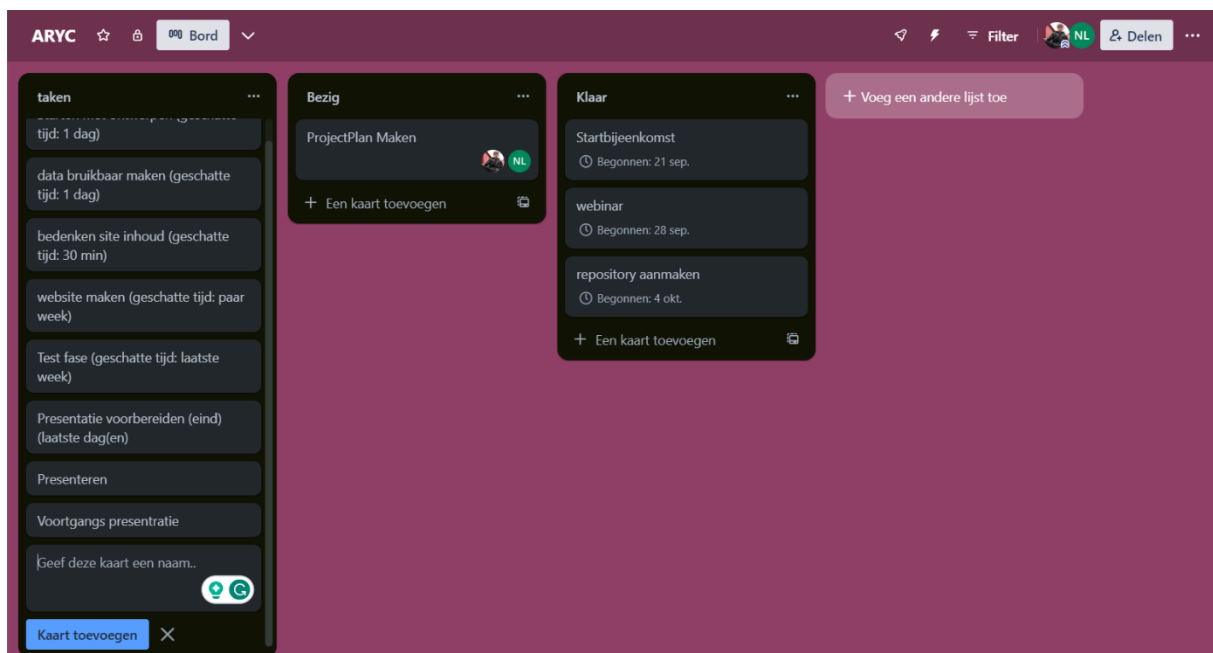 ARYC
Bord
Filter
NL
Delen
taken
tijd: 1 dag)
data bruikbaar maken (geschatte
tijd: 1 dag)
bedenken site inhoud (geschatte
tijd: 30 min)
website maken (geschatte tijd: paar
week)
Test fase (geschatte tijd: laatste
week)
Presentatie voorbereiden (eind)
(laatste dag(en)
Presenteren
Voortgangs presentratie
Geef deze kaart een naam..
Kaart toevoegen
Bezig
ProjectPlan Maken
NL
+ Een kaart toevoegen
Klaar
Startbijeenkomst
Begonnen: 21 sep.
webinar
Begonnen: 28 sep.
repository aanmaken
Begonnen: 4 okt.
+ Een kaart toevoegen
+ Voeg een andere lijst toe